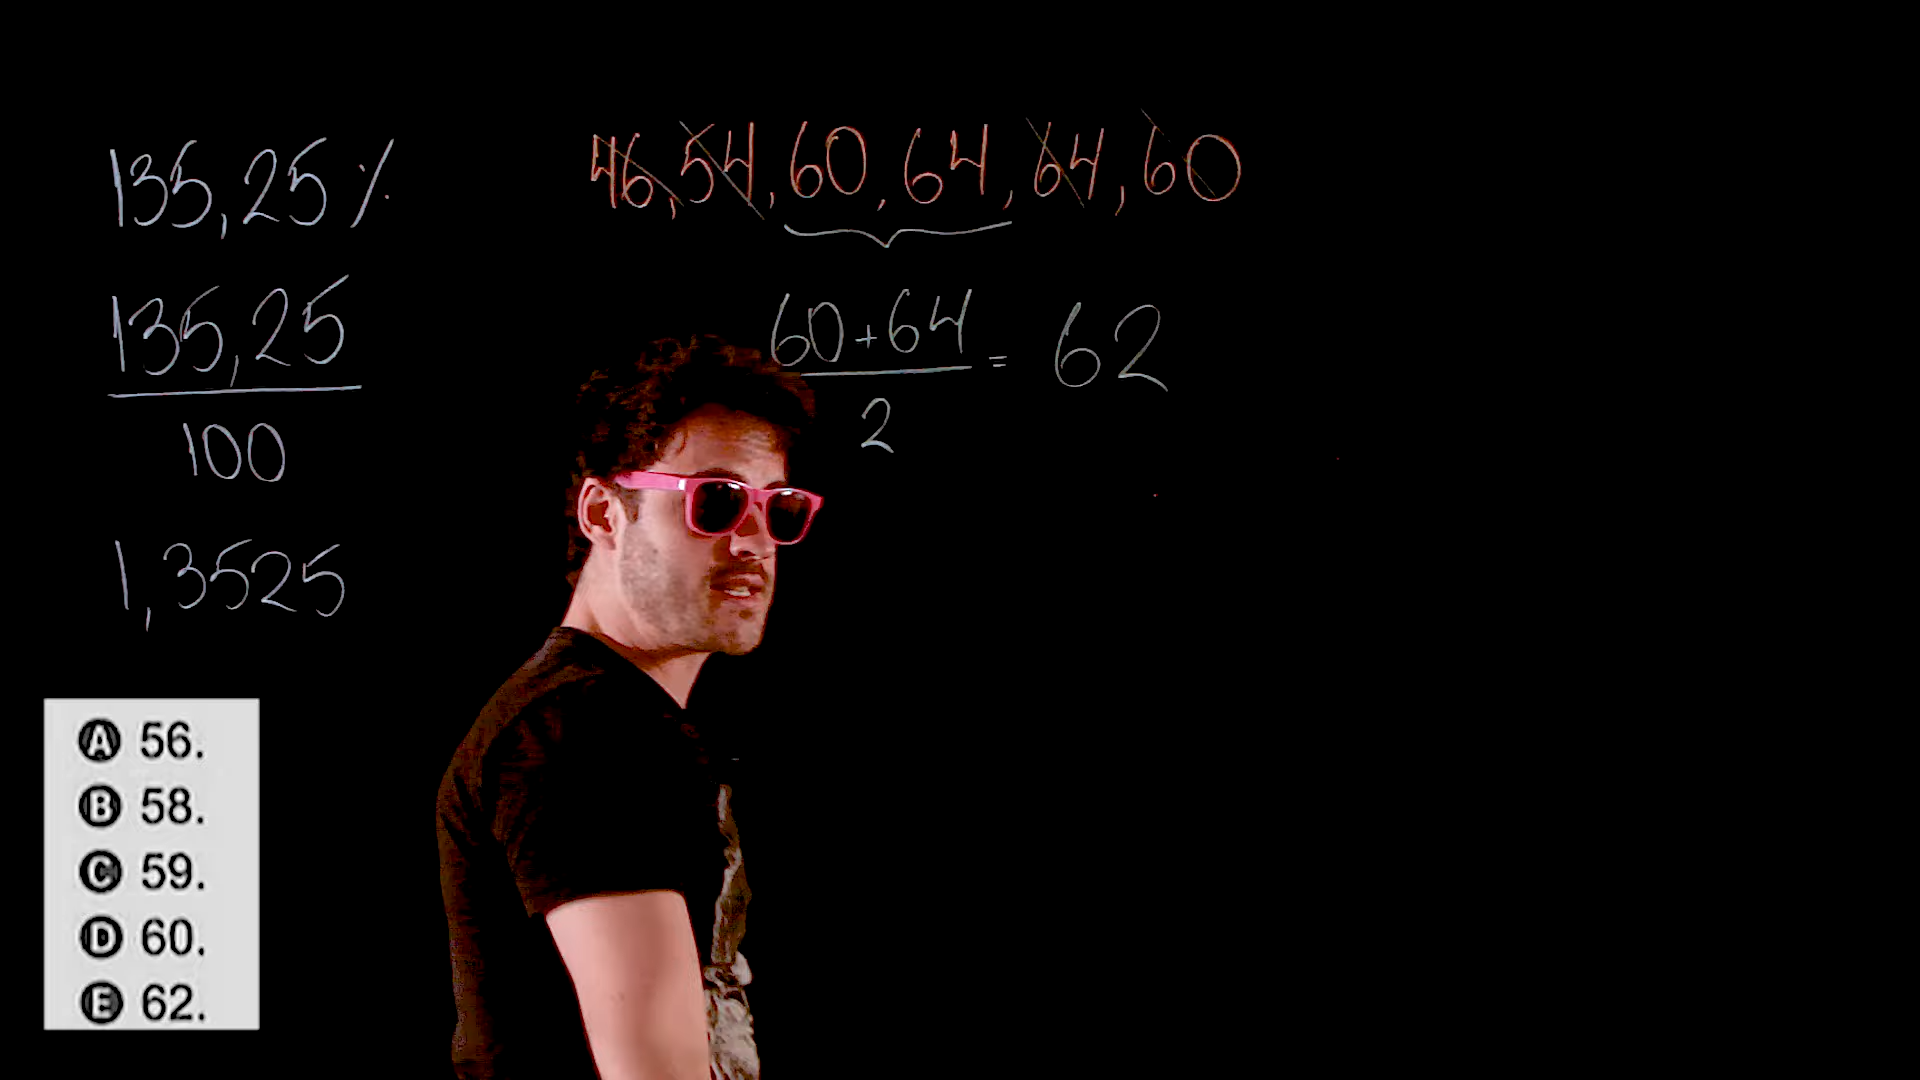 135,25%
135,25
100
1,3525
46, 54, 60, 64, 64, 60
60+64
2
= 62
A 56.
B 58.
C 59.
D 60.
E 62.